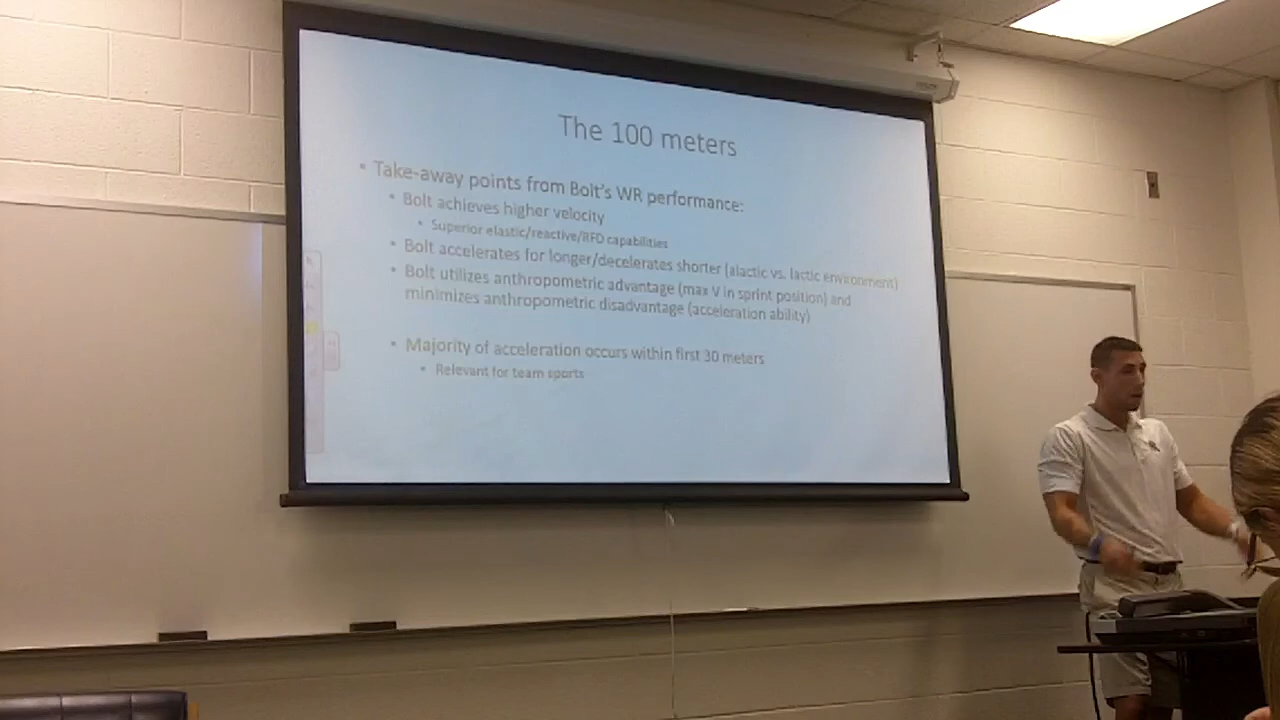 The 100 meters
• Take-away points from Bolt's WR performance:
• Bolt achieves higher velocity
• Superior elastic/reactive/RFD capabilities
• Bolt accelerates for longer/decelerates shorter (alactic vs. lactic environment)
• Bolt utilizes anthropometric advantage (max V in sprint position) and
minimizes anthropometric disadvantage (acceleration ability)
• Majority of acceleration occurs within first 30 meters
• Relevant for team sports